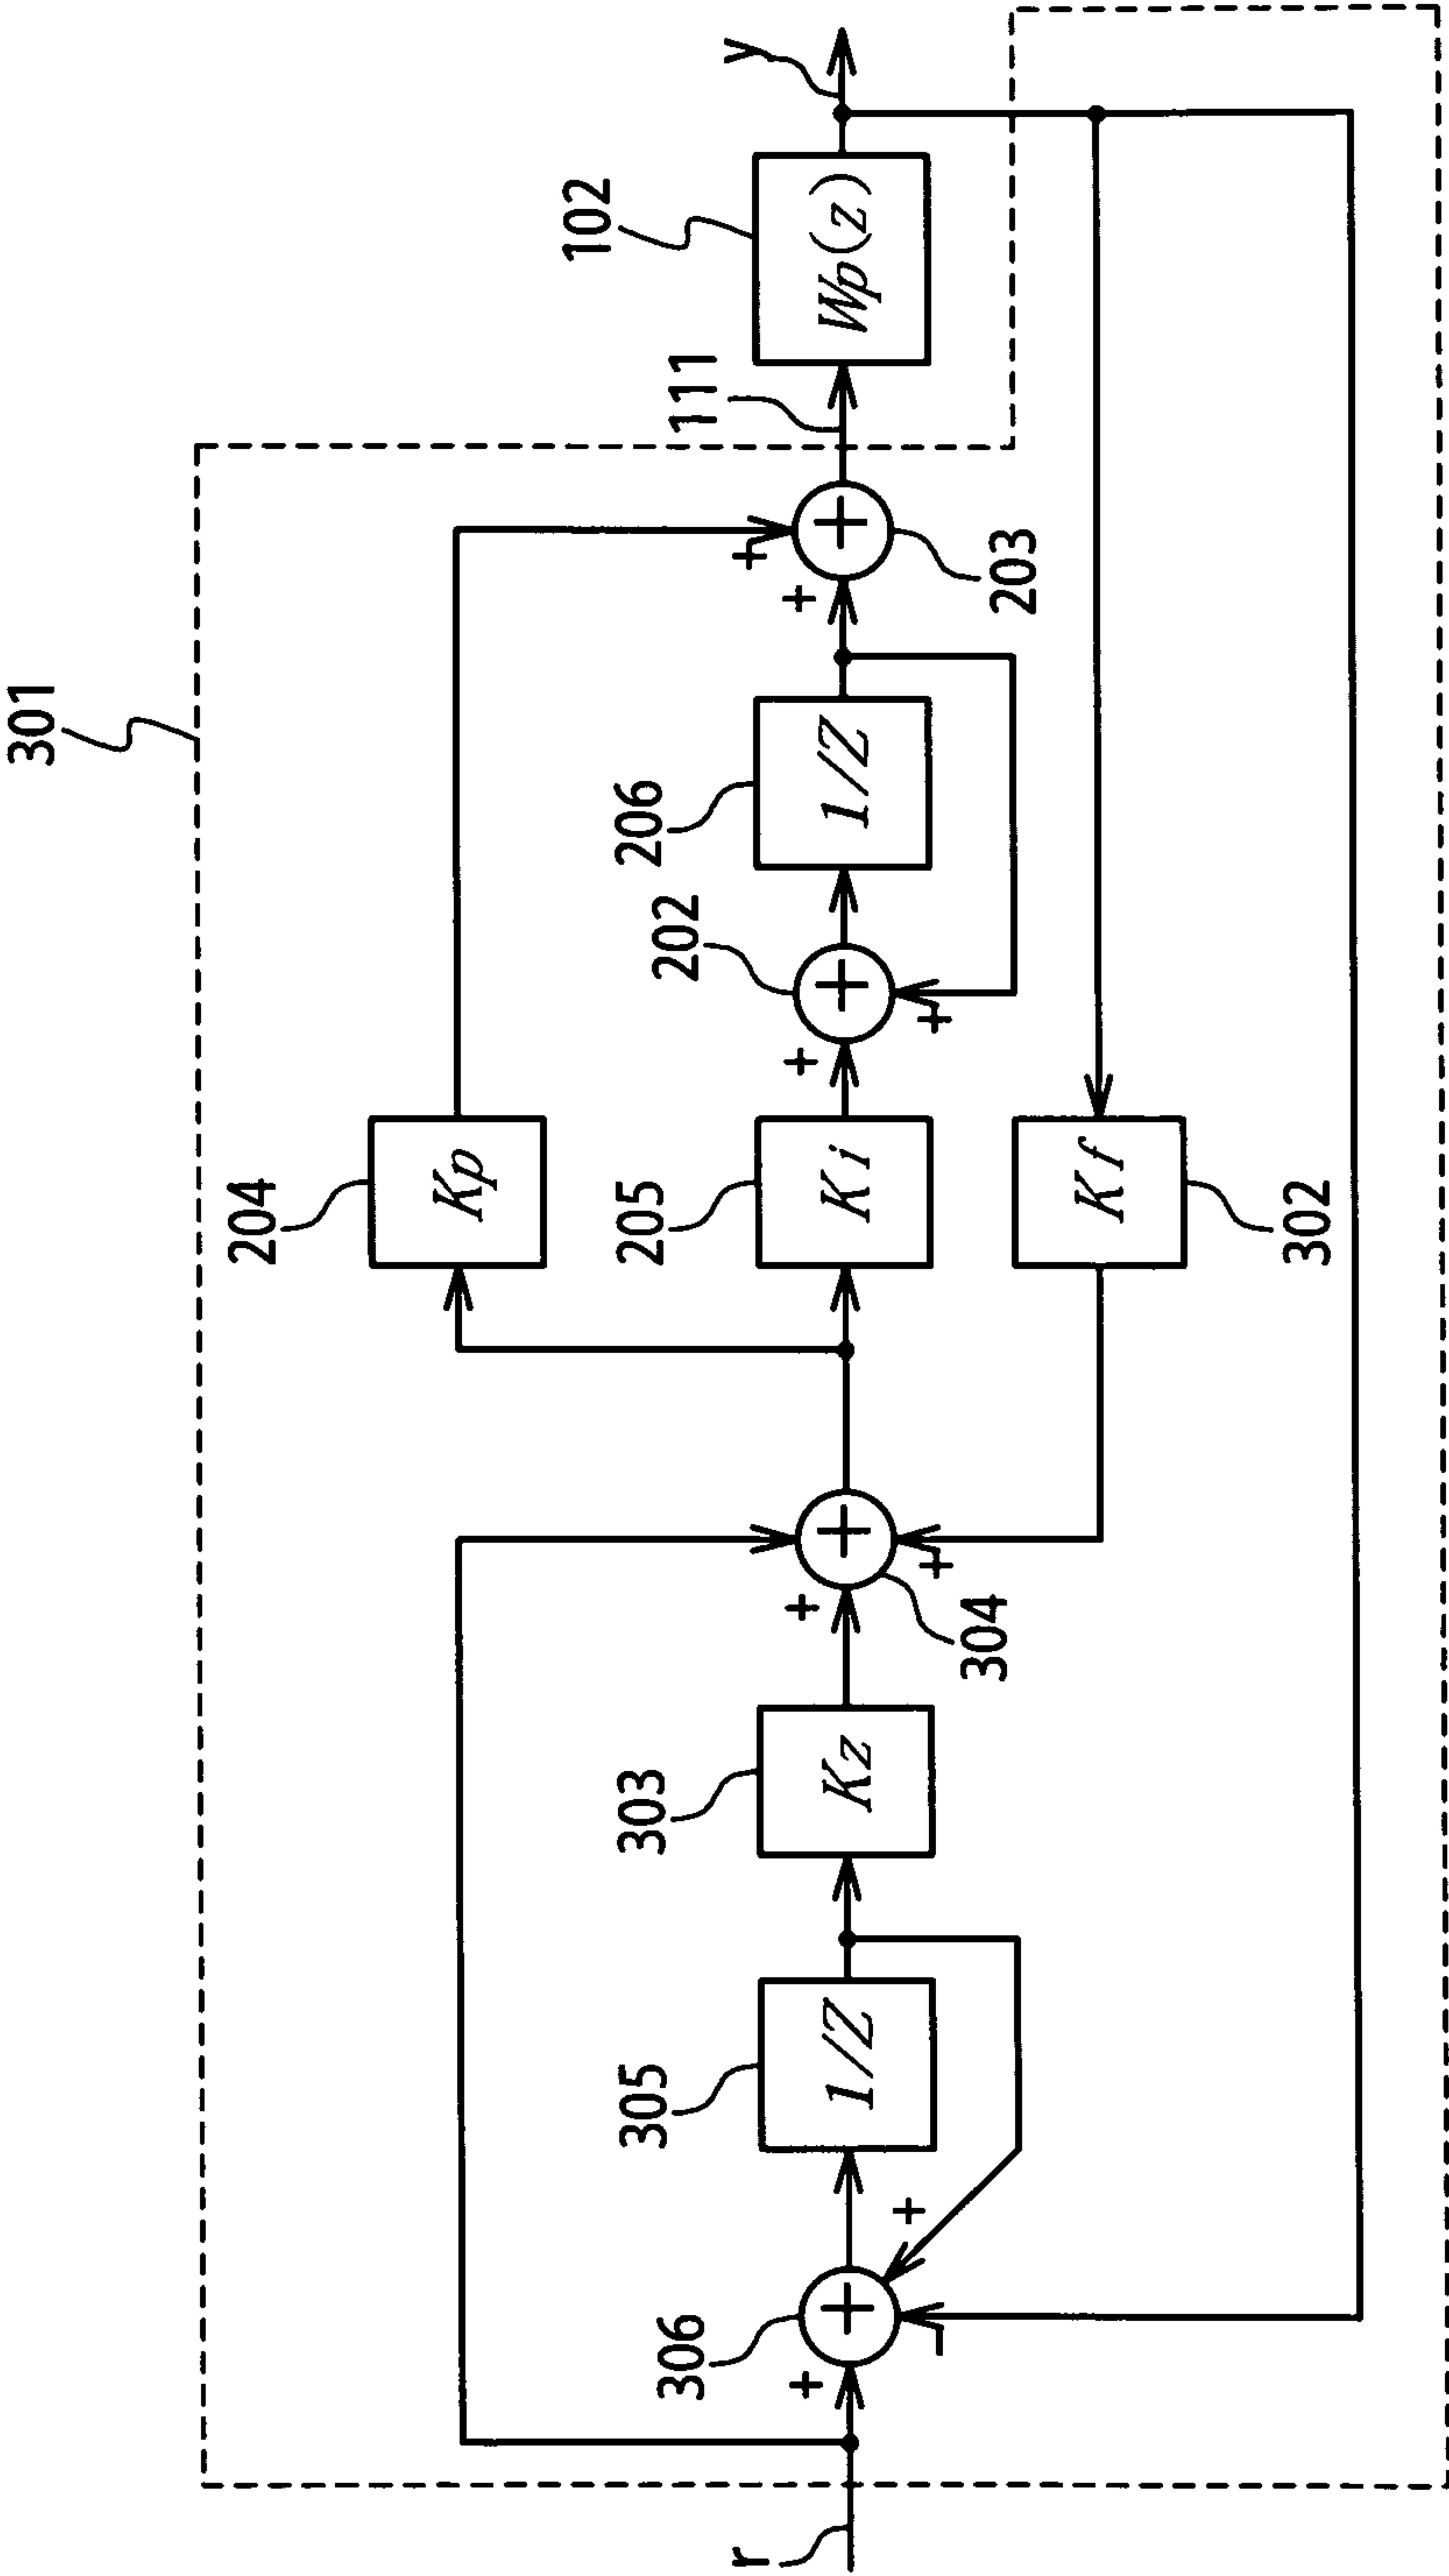 301
204
Kp
102
111
Wp(z)
y
r
306
+
+
+
−
305
1/Z
303
Kz
304
+
+
+
205
Ki
202
+
+
+
206
1/Z
203
+
+
+
302
Kf